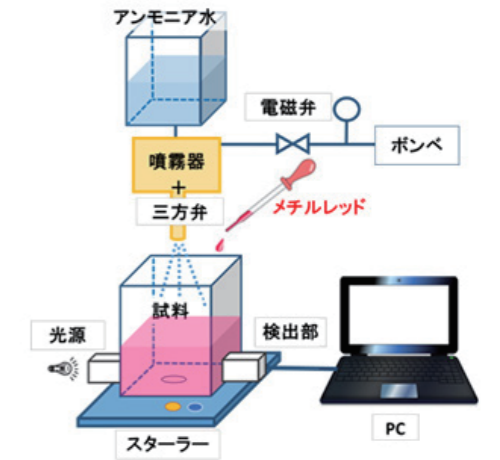 アンモニア水
電磁弁
ボンベ
噴霧器
+
三方弁
メチルレッド
試料
光源
検出部
スターラー
PC